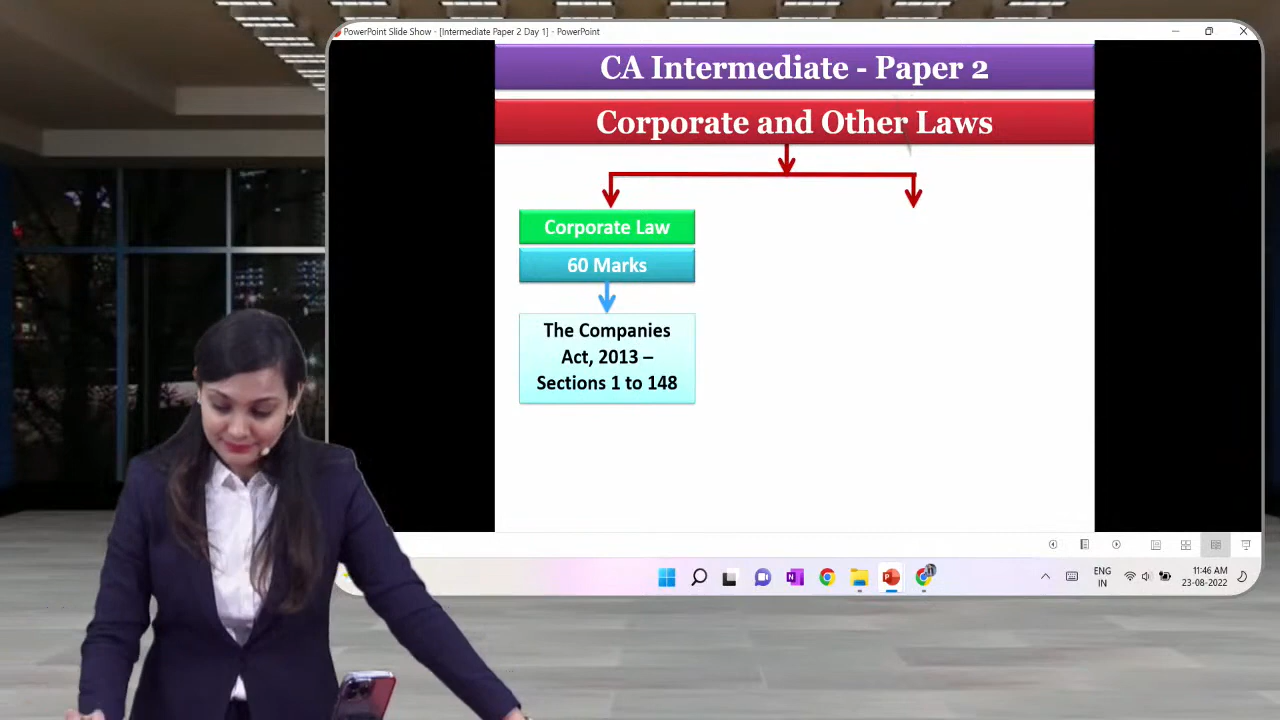 PowerPoint Slide Show - [Intermediate Paper 2 Day 1] - PowerPoint
CA Intermediate - Paper 2
Corporate and Other Laws
Corporate Law
60 Marks
The Companies
Act, 2013 –
Sections 1 to 148
ENG
IN
11:46 AM
23-08-2022